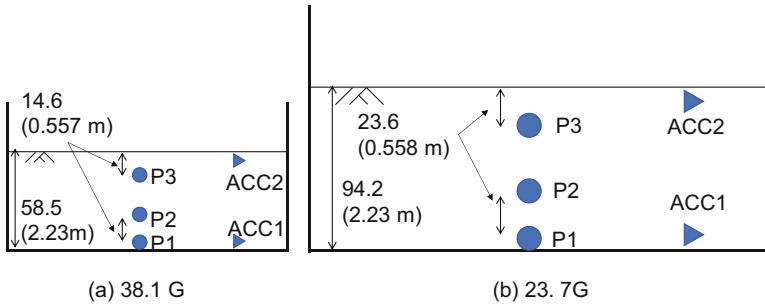 14.6
(0.557 m)
P3
ACC2
58.5
(2.23m)
P2
ACC1
P1
(a) 38.1 G
23.6
(0.558 m)
P3
ACC2
94.2
(2.23 m)
P2
ACC1
P1
(b) 23. 7G